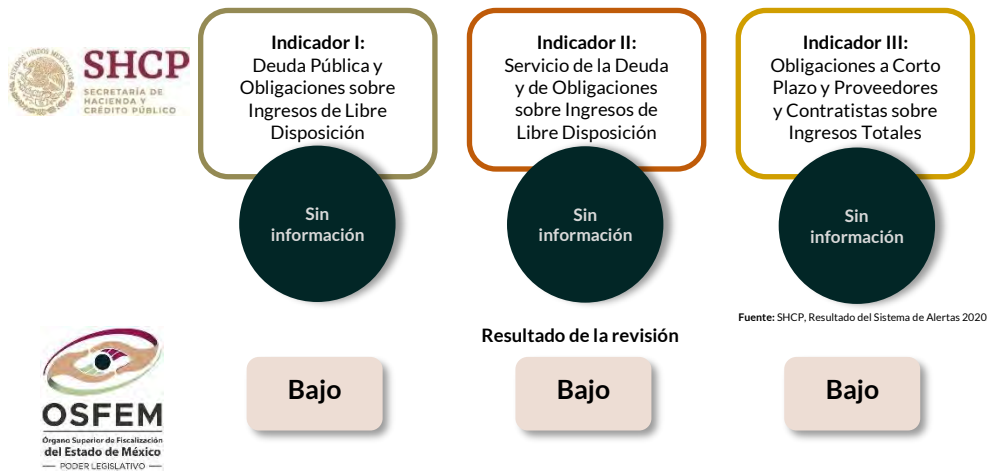 SHCP
SECRETARÍA DE
HACIENDA Y
CRÉDITO PÚBLICO
Indicador I:
Deuda Pública y
Obligaciones sobre
Ingresos de Libre
Disposición
Indicador II:
Servicio de la Deuda
y de Obligaciones
sobre Ingresos de
Libre Disposición
Indicador III:
Obligaciones a Corto
Plazo y Proveedores
y Contratistas sobre
Ingresos Totales
Sin
información
Sin
información
Sin
información
Fuente: SHCP, Resultado del Sistema de Alertas 2020
Resultado de la revisión
OSFEM
Órgano Superior de Fiscalización
del Estado de México
PODER LEGISLATIVO
Bajo
Bajo
Bajo